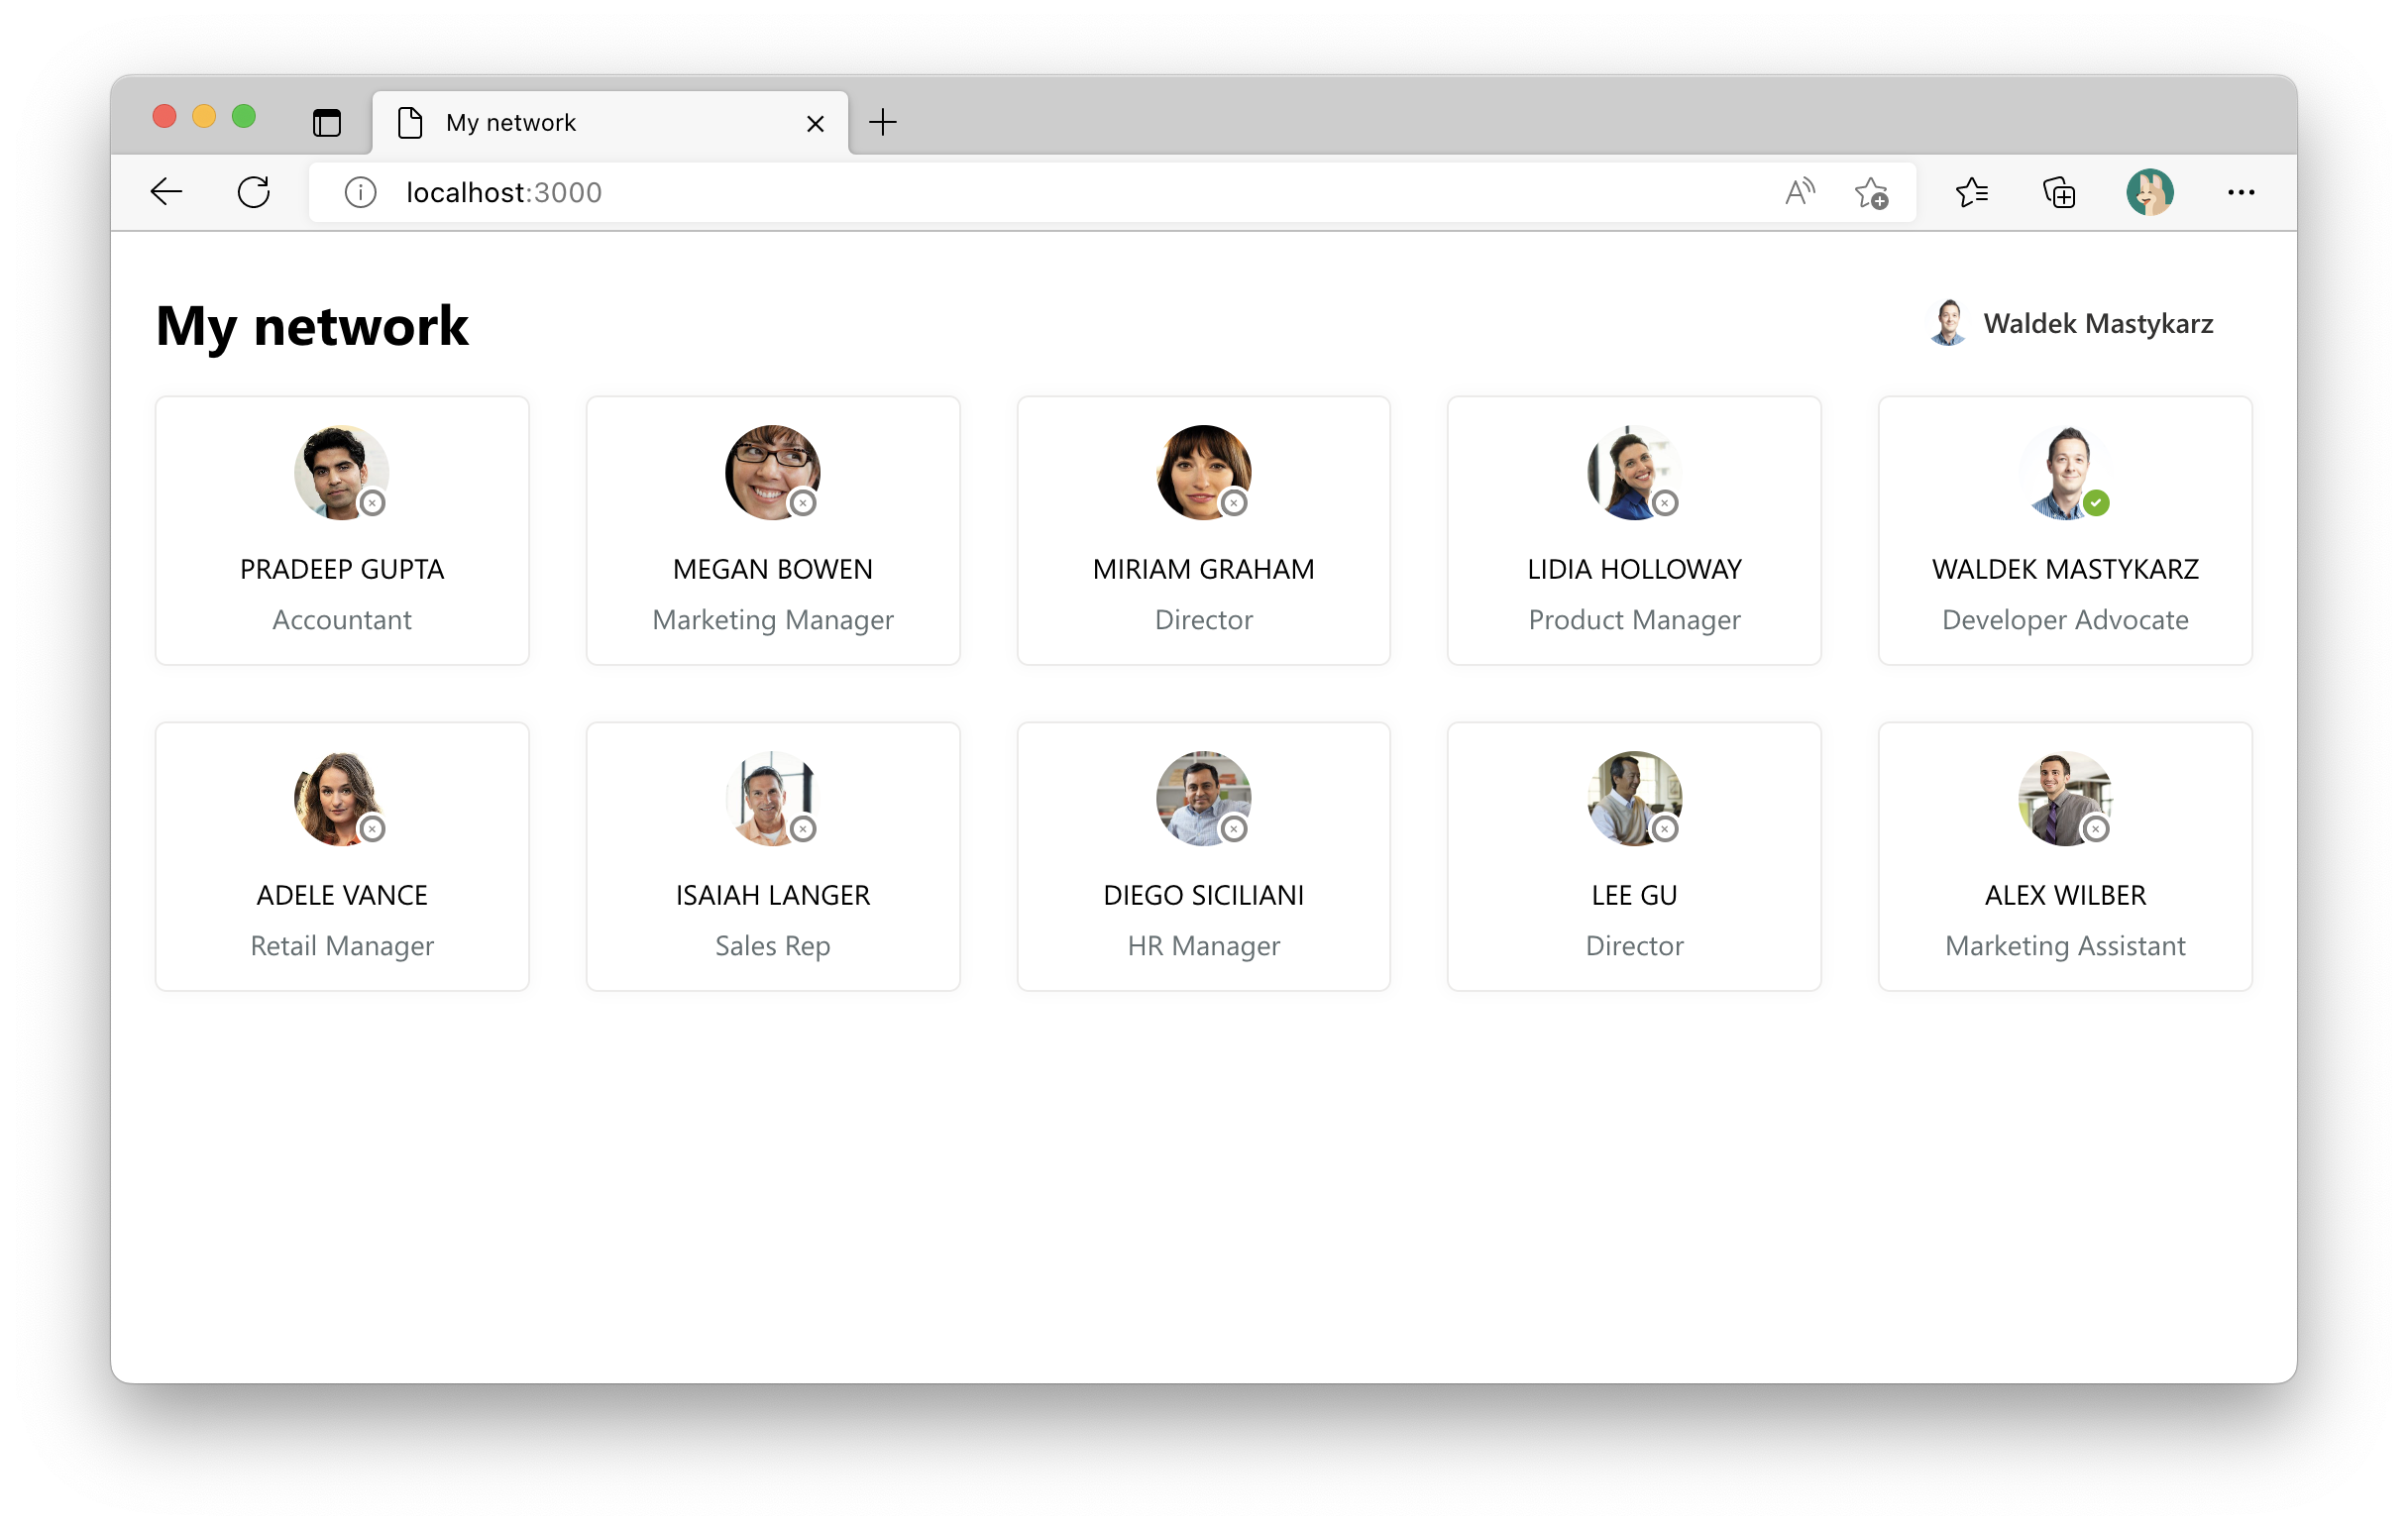 My network
localhost:3000
My network
Waldek Mastykarz
PRADEEP GUPTA
Accountant
MEGAN BOWEN
Marketing Manager
MIRIAM GRAHAM
Director
LIDIA HOLLOWAY
Product Manager
WALDEK MASTYKARZ
Developer Advocate
ADELE VANCE
Retail Manager
ISAIAH LANGER
Sales Rep
DIEGO SICILIANI
HR Manager
LEE GU
Director
ALEX WILBER
Marketing Assistant